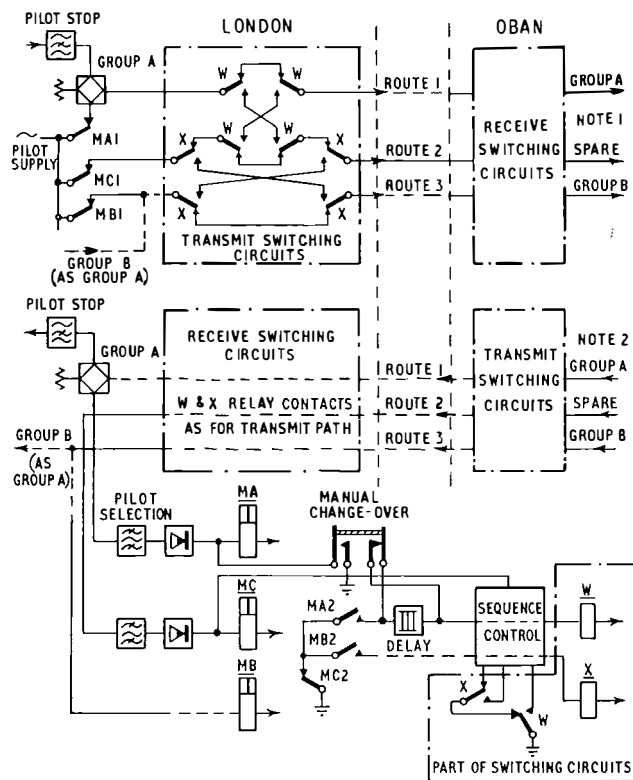 PILOT STOP
LONDON
OBAN
GROUP A
W
W
ROUTE 1
GROUP A
MA1
PILOT
SUPPLY
X
W
W
X
RECEIVE
SWITCHING
CIRCUITS
NOTE 1
MC1
ROUTE 2
SPARE
ROUTE 3
GROUP B
MB1
X
X
GROUP B
(AS GROUP A)
TRANSMIT SWITCHING
CIRCUITS
PILOT STOP
GROUP A
RECEIVE SWITCHING
CIRCUITS
ROUTE 1
TRANSMIT
SWITCHING
CIRCUITS
NOTE 2
GROUP A
W & X RELAY CONTACTS
AS FOR TRANSMIT PATH
ROUTE 2
SPARE
ROUTE 3
GROUP B
GROUP B
(AS
GROUP A)
PILOT
SELECTION
MA
MANUAL
CHANGE-OVER
MC
MA2
MB2
DELAY
MC2
SEQUENCE
CONTROL
W
X
MB
X
W
PART OF SWITCHING CIRCUITS